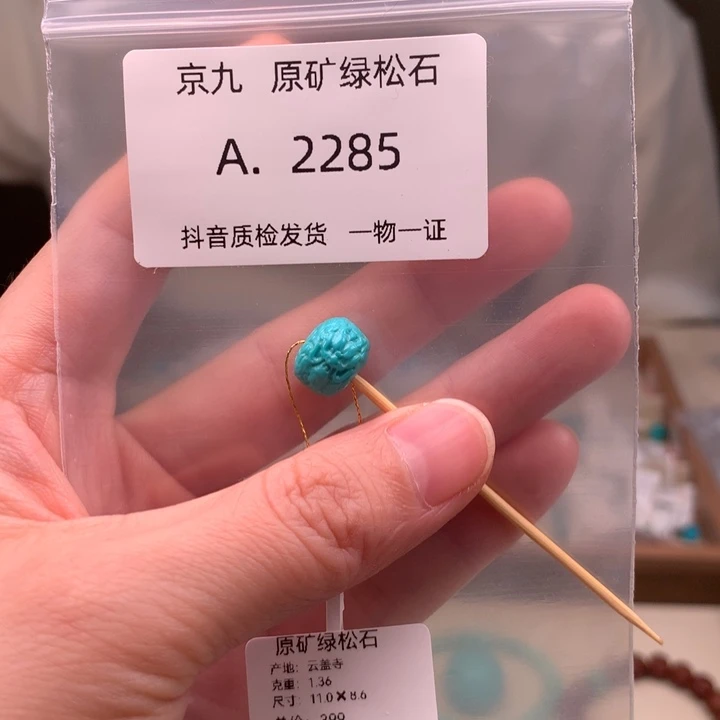 京九 原矿绿松石
A. 2285
抖音质检发货 一物一证
原矿绿松石
产地: 云盖寺
克重: 1.36
尺寸: 11.0×8.6